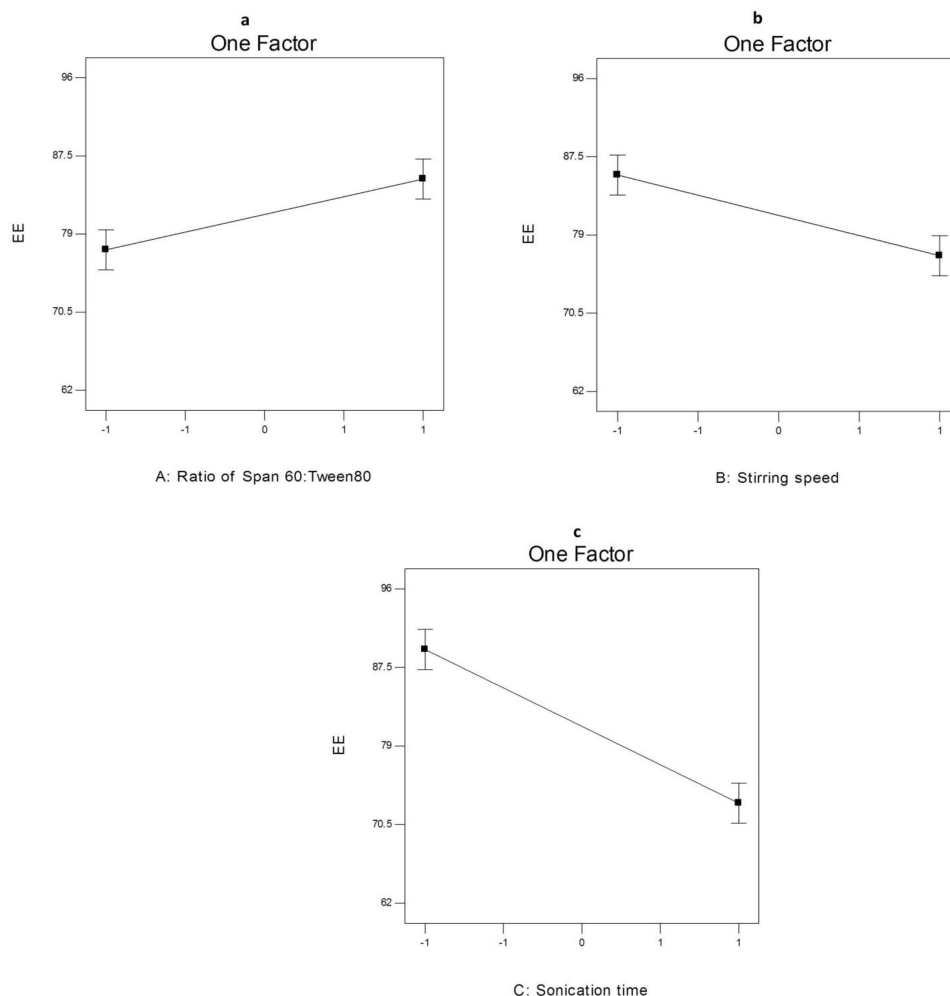 a
One Factor
96
87.5
79
70.5
62
EE
-1
-1
0
1
1
A: Ratio of Span 60:Tween80
b
One Factor
96
87.5
79
70.5
62
EE
-1
-1
0
1
1
B: Stirring speed
c
One Factor
96
87.5
79
70.5
62
EE
-1
-1
0
1
1
C: Sonication time